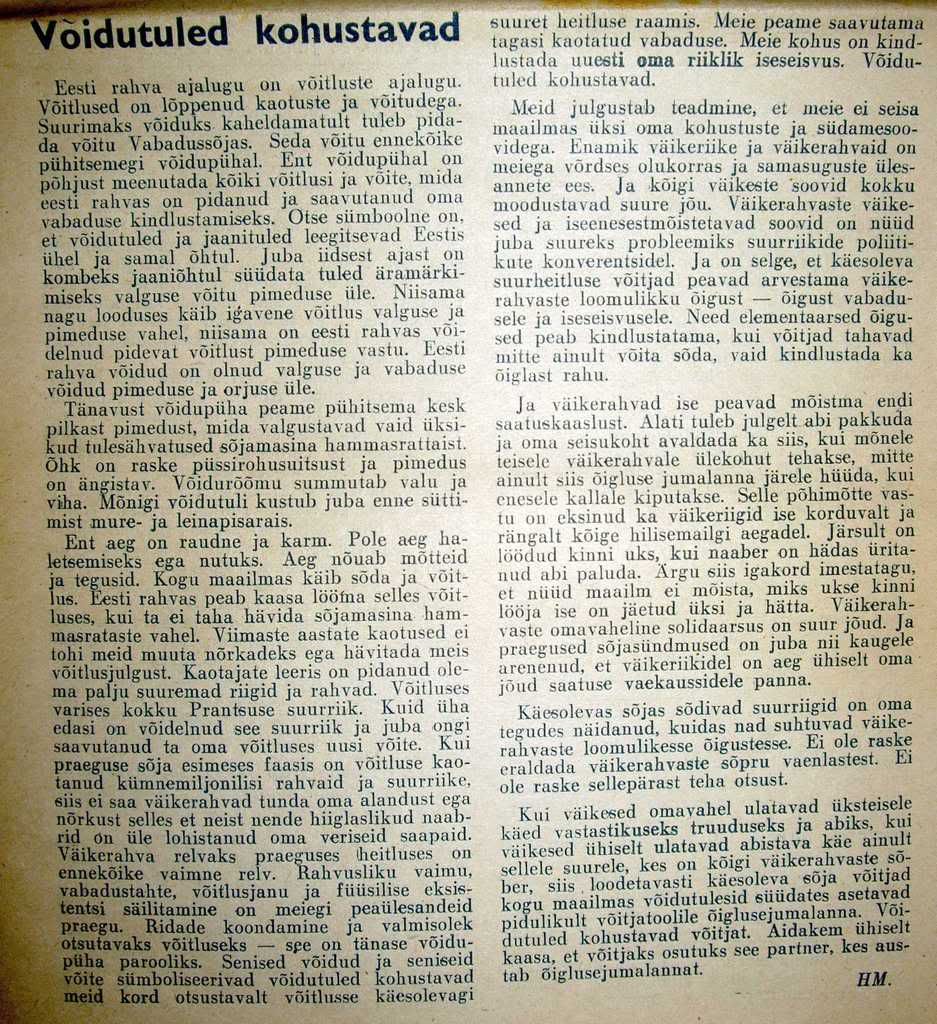 Võidutuled kohustavad
Eesti rahva ajalugu on võitluste ajalugu.
Võitlused on lõppenud kaotuste ja võitudega.
Suurimaks võiduks kaheldamatult tuleb pida-
da võitu Vabadussõjas. Seda võitu ennekõike
pühitsemegi võidupühal. Ent võidupühal on
põhjust meenutada kõiki võitlusi ja võite, mida
eesti rahvas on pidanud ja saavutanud oma
vabaduse kindlustamiseks. Otse sümboolne on,
et võidutuled ja jaanituled leegitsevad Eestis
ühel ja samal õhtul. Juba iidsest ajast on
kombeks jaaniõhtul süüdata tuled äramärki-
miseks valguse võitu pimeduse üle. Niisama
nagu looduses käib igavene võitlus valguse ja
pimeduse vahel, niisama on eesti rahvas või-
delnud pidevat võitlust pimeduse vastu. Eesti
rahva võidud on olnud valguse ja vabaduse
võidud pimeduse ja orjuse üle.
Tänavust võidupüha peame pühitsema kesk
pilkast pimedust, mida valgustavad vaid üksi-
kud tulesähvatused sõjamasina hammasrattaist.
Õhk on raske püssirohusuitsust ja pimedus
on ängistav. Võidurõõmu summutab valu ja
viha. Mõnigi võidutuli kustub juba enne sütti-
mist mure- ja leinapisarais.
Ent aeg on raudne ja karm. Pole aeg ha-
letsemiseks ega nutuks. Aeg nõuab mõtteid
ja tegusid. Kogu maailmas käib sõda ja võit-
lus. Eesti rahvas peab kaasa lööma selles võit-
luses, kui ta ei taha hävida sõjamasina ham-
masrataste vahel. Viimaste aastate kaotused ei
tohi meid muuta nõrkadeks ega hävitada meis
võitlusjulgust. Kaotajate leeris on pidanud ole-
ma palju suuremad riigid ja rahvad. Võitluses
varises kokku Prantsuse suurriik. Kuid üha
edasi on võidelnud see suurriik ja juba ongi
saavutanud ta oma võitluses uusi võite. Kui
praeguse sõja esimeses faasis on võitluse kao-
tanud kümnemiljonilisi rahvaid ja suurriike,
siis ei saa väikerahvad tunda oma alandust ega
nõrkust selles et neist nende hiiglaslikud naab-
rid on üle lohistanud oma veriseid saapaid.
Väikerahva relvaks praeguses heitluses on
ennekõike vaimne relv. Rahvusliku vaimu,
vabadustahte, võitlusjanu ja füüsilise eksis-
tentsi säilitamine on meiegi peaülesandeid
praegu. Ridade koondamine ja valmisolek
otsutavaks võitluseks — see on tänase võidu-
püha parooliks. Senised võidud ja seniseid
võite sümboliseerivad võidutuled kohustavad
meid kord otsustavalt võitlusse käesolevagi
suuret heitluse raamis. Meie peame saavutama
tagasi kaotatud vabaduse. Meie kohus on kind-
lustada uuesti oma riiklik iseseisvus. Võidu-
tuled kohustavad.
Meid julgustab teadmine, et meie ei seisa
maailmas üksi oma kohustuste ja südamesoo-
videga. Enamik väikeriike ja väikerahvaid on
meiega võrdses olukorras ja samasuguste üles-
annete ees. Ja kõigi väikeste soovid kokku
moodustavad suure jõu. Väikerahvaste väike-
sed ja iseenesestmõistetavad soovid on nüüd
juba suureks probleemiks suurriikide poliiti-
kute konverentsidel. Ja on selge, et käesoleva
suurheitluse võitjad peavad arvestama väike-
rahvaste loomulikku õigust — õigust vabadu-
sele ja iseseisvusele. Need elementaarsed õigu-
sed peab kindlustatama, kui võitjad tahavad
mitte ainult võita sõda, vaid kindlustada ka
õiglast rahu.
Ja väikerahvad ise peavad mõistma endi
saatuskaaslust. Alati tuleb julgelt abi pakkuda
ja oma seisukoht avaldada ka siis, kui mõnele
teisele väikerahvale ülekohut tehakse, mitte
ainult siis õigluse jumalanna järele hüüda, kui
enesele kallale kiputakse. Selle põhimõtte vas-
tu on eksinud ka väikeriigid ise korduvalt ja
rängalt kõige hilisemailgi aegadel. Järsult on
löödud kinni uks, kui naaber on hädas ürita-
nud abi paluda. Ärgu siis igakord imestatagu,
et nüüd maailm ei mõista, miks ukse kinni
lööja ise on jäetud üksi ja hätta. Väikerah-
vaste omavaheline solidaarsus on suur jõud. Ja
praegused sõjasündmused on juba nii kaugele
arenenud, et väikeriikidel on aeg ühiselt oma
jõud saatuse vaekaussidele panna.
Käesolevas sõjas sõdivad suurriigid on oma
tegudes näidanud, kuidas nad suhtuvad väike-
rahvaste loomulikesse õigustesse. Ei ole raske
eraldada väikerahvaste sõpru vaenlastest. Ei
ole raske sellepärast teha otsust.
Kui väikesed omavahel ulatavad üksteisele
käed vastastikuseks truuduseks ja abiks, kui
väikesed ühiselt ulatavad abistava käe ainult
sellele suurele, kes on kõigi väikerahvaste sõ-
ber, siis loodetavasti käesoleva sõja võitjad
kogu maailmas võidutulesid süüdates asetavad
pidulikult võitjatoolile õiglusejumalanna. Või-
dutuled kohustavad võitjat. Aidakem ühiselt
kaasa, et võitjaks osutuks see partner, kes aus-
tab õiglusejumalannat.
HM.